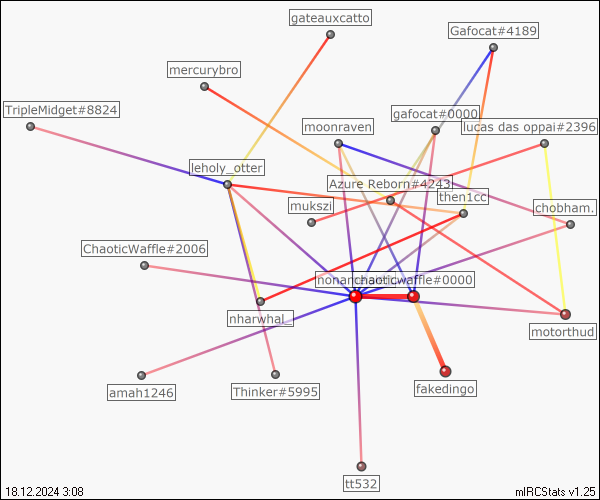 gateauxcatto
Gafocat#4189
mercurybro
TripleMidget#8824
gafocat#0000
moonraven
lucas das oppai#2396
leholy_otter
Azure Reborn#4243
then1cc
mukszi
chobham.
ChaoticWaffle#2006
chaoticwaffle#0000
nharwhal_
motorthud
fakedingo
amah1246
Thinker#5995
tt532
18.12.2024 3:08
mIRCStats v1.25